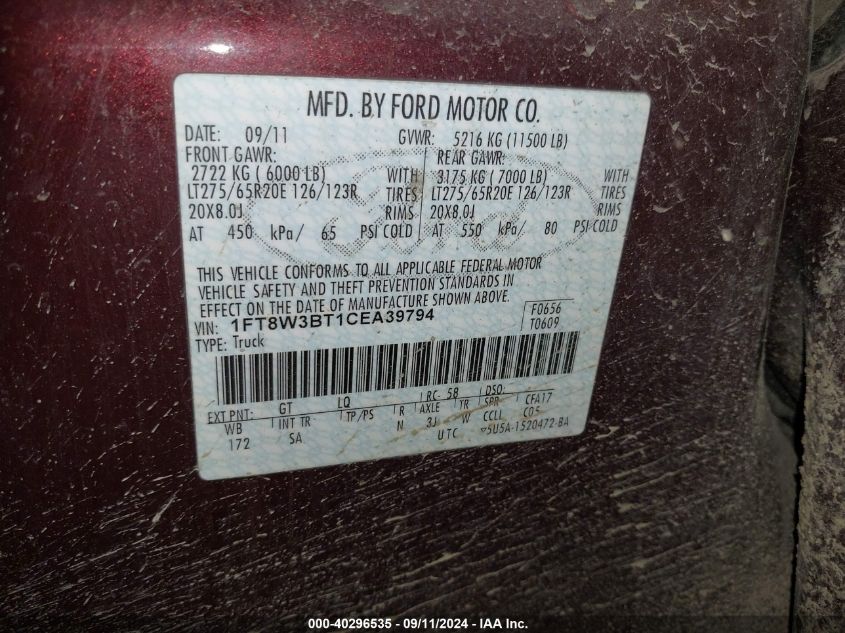 MFD. BY FORD MOTOR CO.
DATE: 09/11 GVWR: 5216 KG (11500 LB)
FRONT GAWR: REAR GAWR:
2722 KG ( 6000 LB) WITH 3175 KG ( 7000 LB) WITH
LT275/65R20E 126/123R TIRES LT275/65R20E 126/123R TIRES
20X8.0J RIMS 20X8.0J RIMS
AT 450 kPa/ 65 PSI COLD AT 550 kPa/ 80 PSI COLD
Ford
THIS VEHICLE CONFORMS TO ALL APPLICABLE FEDERAL MOTOR
VEHICLE SAFETY AND THEFT PREVENTION STANDARDS IN
EFFECT ON THE DATE OF MANUFACTURE SHOWN ABOVE.
VIN: 1FT8W3BT1CEA39794 F0656
TYPE: Truck T0609
EXT PNT: GT LQ RC: 58 DSO:
WB INT TR TP/PS R AXLE TR SPR CFA17
172 SA N 3J W CCLL C05
UTC 5U5A-1520472-BA
000-40296535 - 09/11/2024 - IAA Inc.